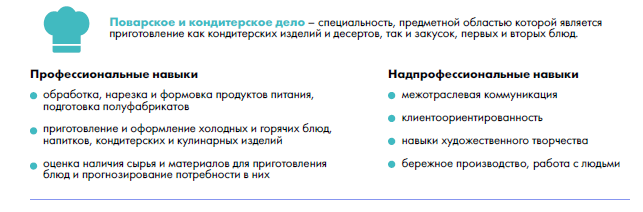 Поварское и кондитерское дело – специальность, предметной областью которой является
приготовление как кондитерских изделий и десертов, так и закусок, первых и вторых блюд.
Профессиональные навыки
обработка, нарезка и формовка продуктов питания,
подготовка полуфабрикатов
приготовление и оформление холодных и горячих блюд,
напитков, кондитерских и кулинарных изделий
оценка наличия сырья и материалов для приготовления
блюд и прогнозирование потребности в них
Надпрофессиональные навыки
межотраслевая коммуникация
клиентоориентированность
навыки художественного творчества
бережное производство, работа с людьми